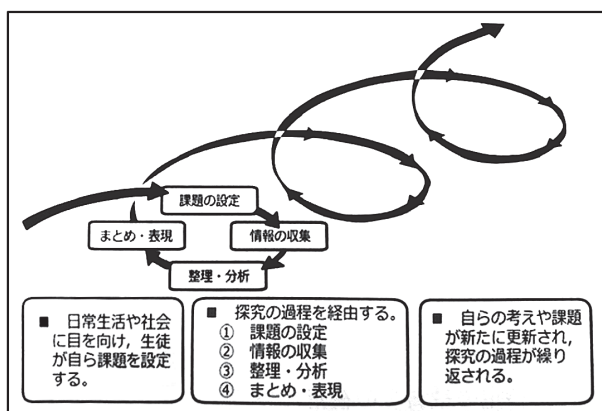 課題の設定
まとめ・表現
情報の収集
整理・分析
■ 日常生活や社会
に目を向け，生徒
が自ら課題を設定
する。
■ 探究の過程を経由する。
① 課題の設定
② 情報の収集
③ 整理・分析
④ まとめ・表現
■ 自らの考えや課題
が新たに更新され，
探究の過程が繰り
返される。